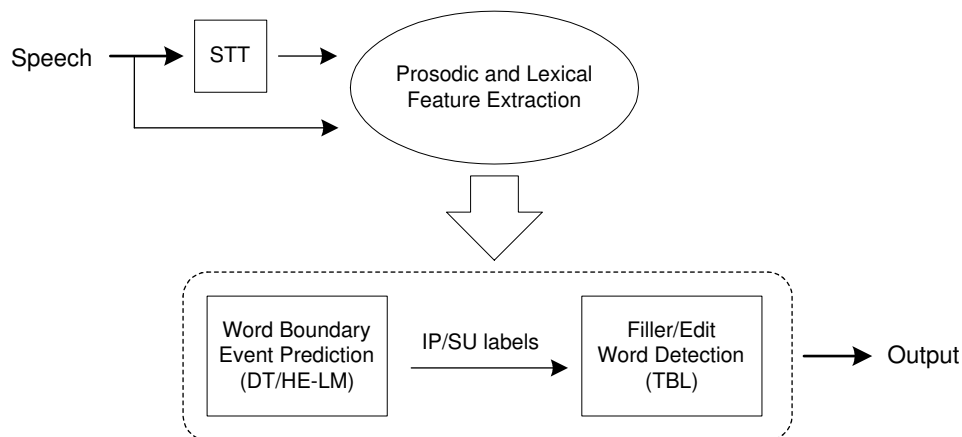 Speech
STT
Prosodic and Lexical
Feature Extraction
Word Boundary
Event Prediction
(DT/HE-LM)
IP/SU labels
Filler/Edit
Word Detection
(TBL)
Output